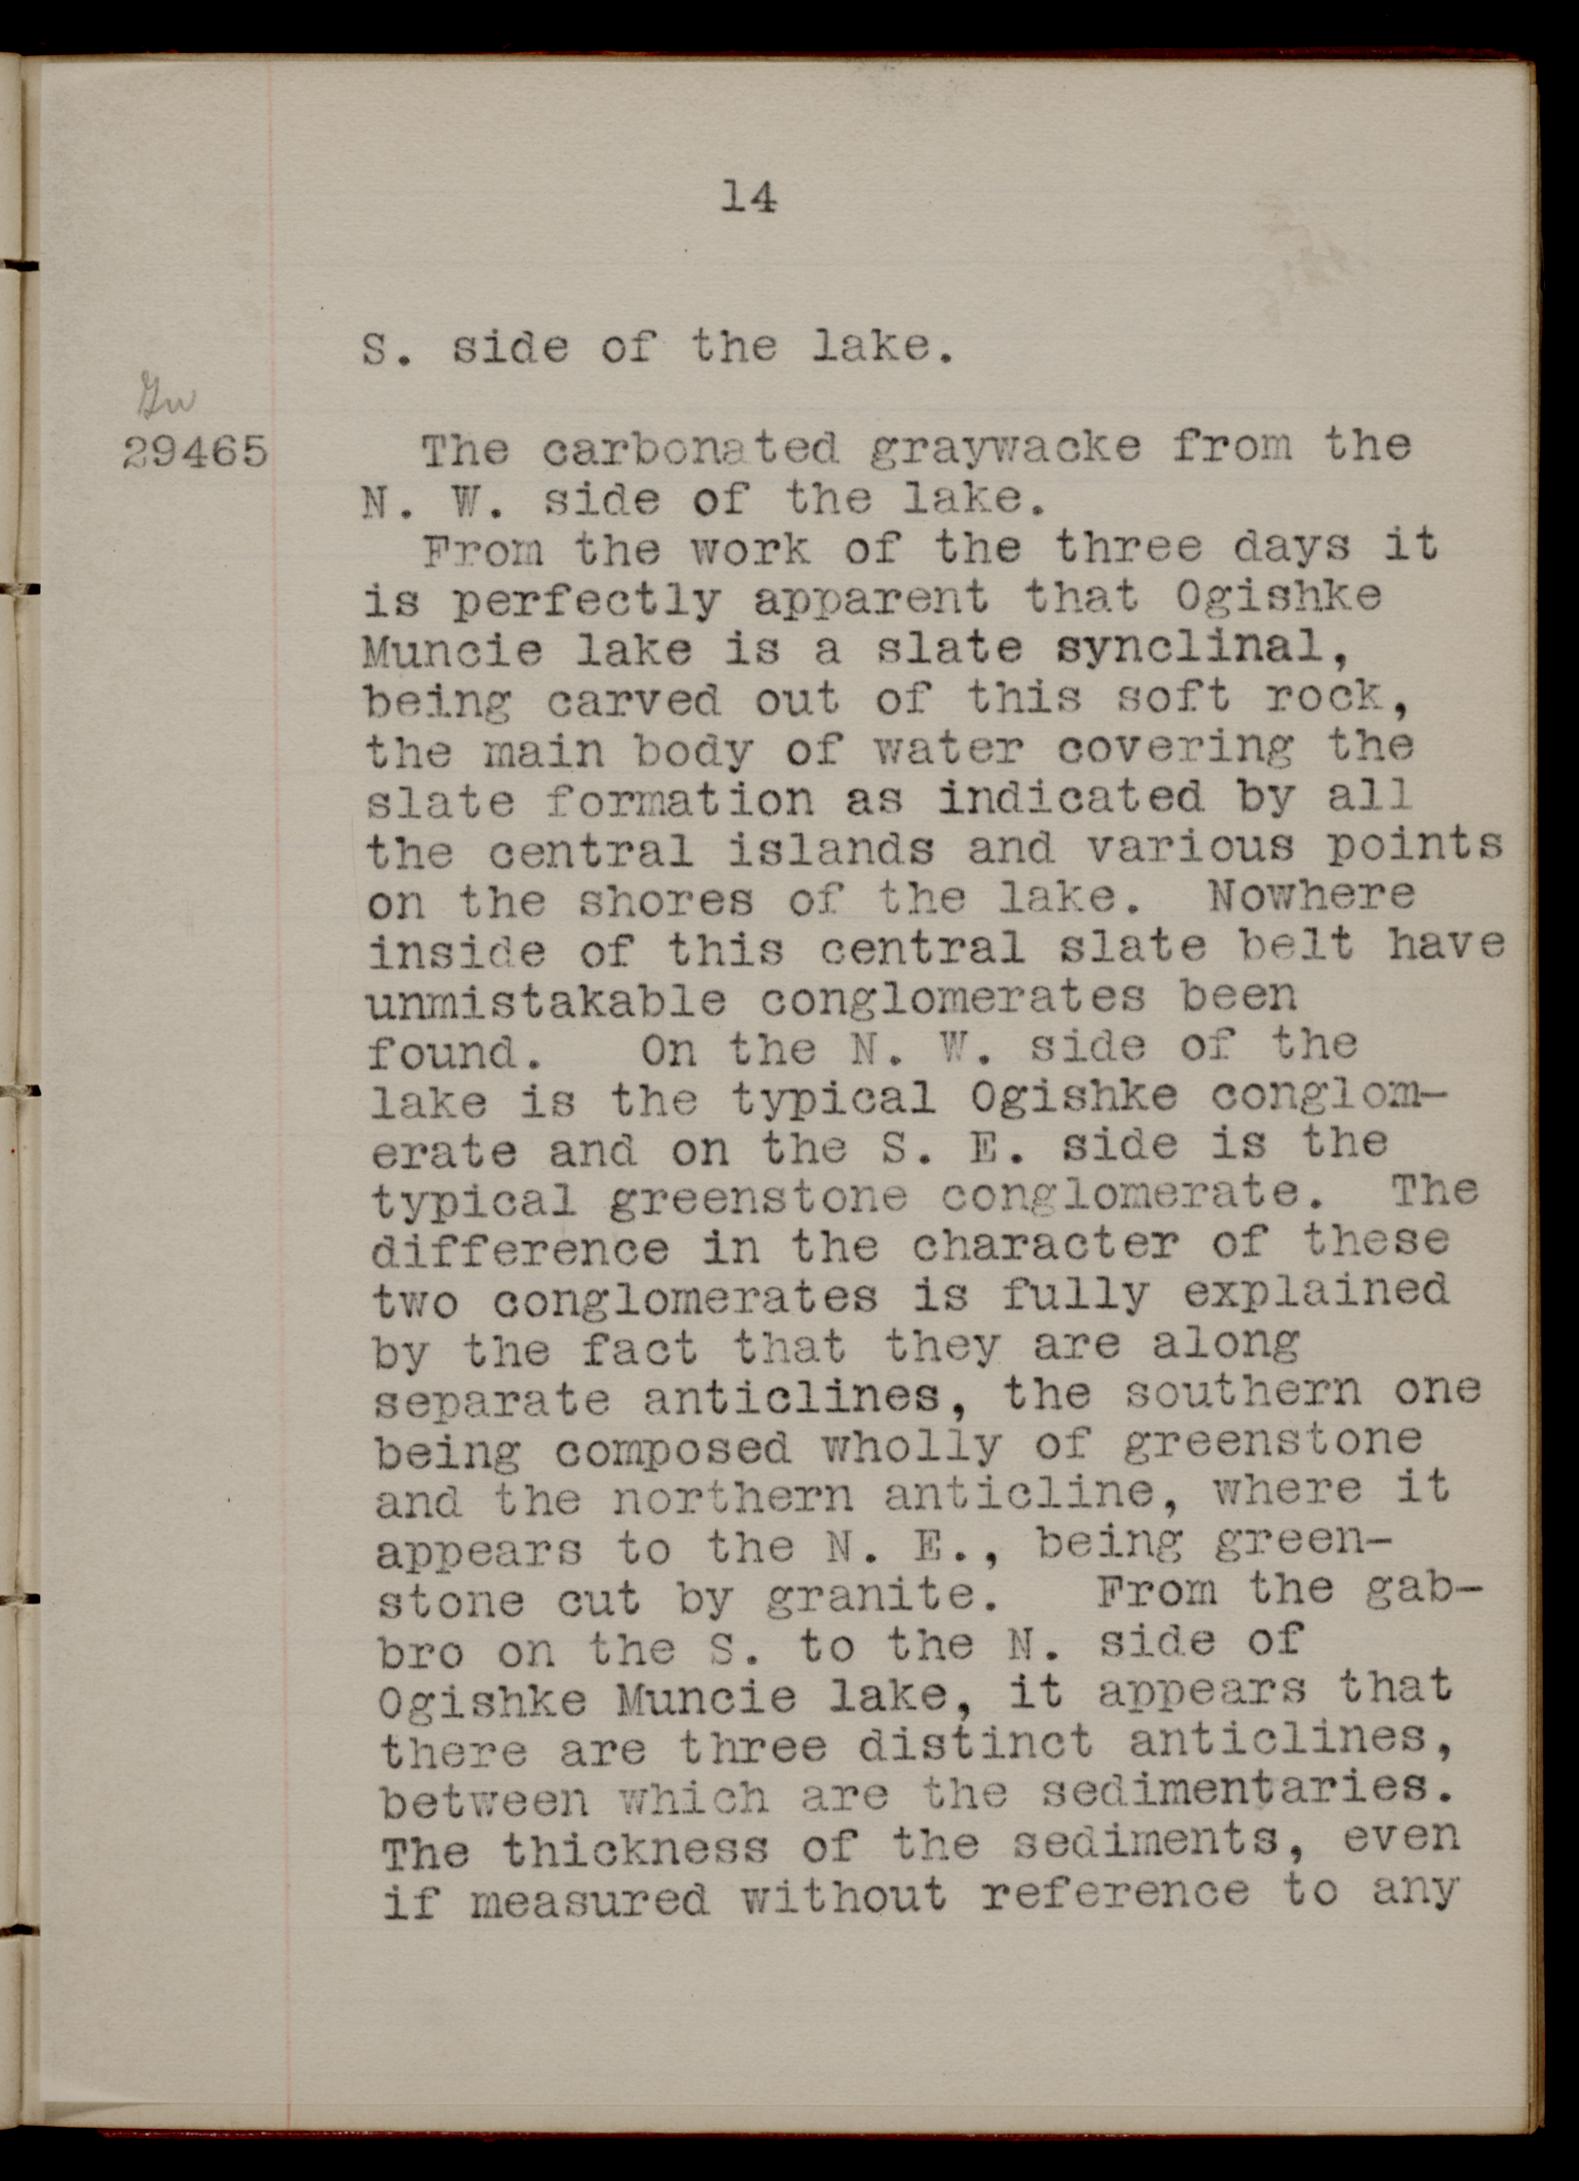 14
S. side of the lake.
29465 The carbonated graywacke from the
N. W. side of the lake.
From the work of the three days it
is perfectly apparent that Ogishke
Muncie lake is a slate synclinal,
being carved out of this soft rock,
the main body of water covering the
slate formation as indicated by all
the central islands and various points
on the shores of the lake. Nowhere
inside of this central slate belt have
unmistakable conglomerates been
found. On the N. W. side of the
lake is the typical Ogishke conglom-
erate and on the S. E. side is the
typical greenstone conglomerate. The
difference in the character of these
two conglomerates is fully explained
by the fact that they are along
separate anticlines, the southern one
being composed wholly of greenstone
and the northern anticline, where it
appears to the N. E., being green-
stone cut by granite. From the gab-
bro on the S. to the N. side of
Ogishke Muncie lake, it appears that
there are three distinct anticlines,
between which are the sedimentaries.
The thickness of the sediments, even
if measured without reference to any